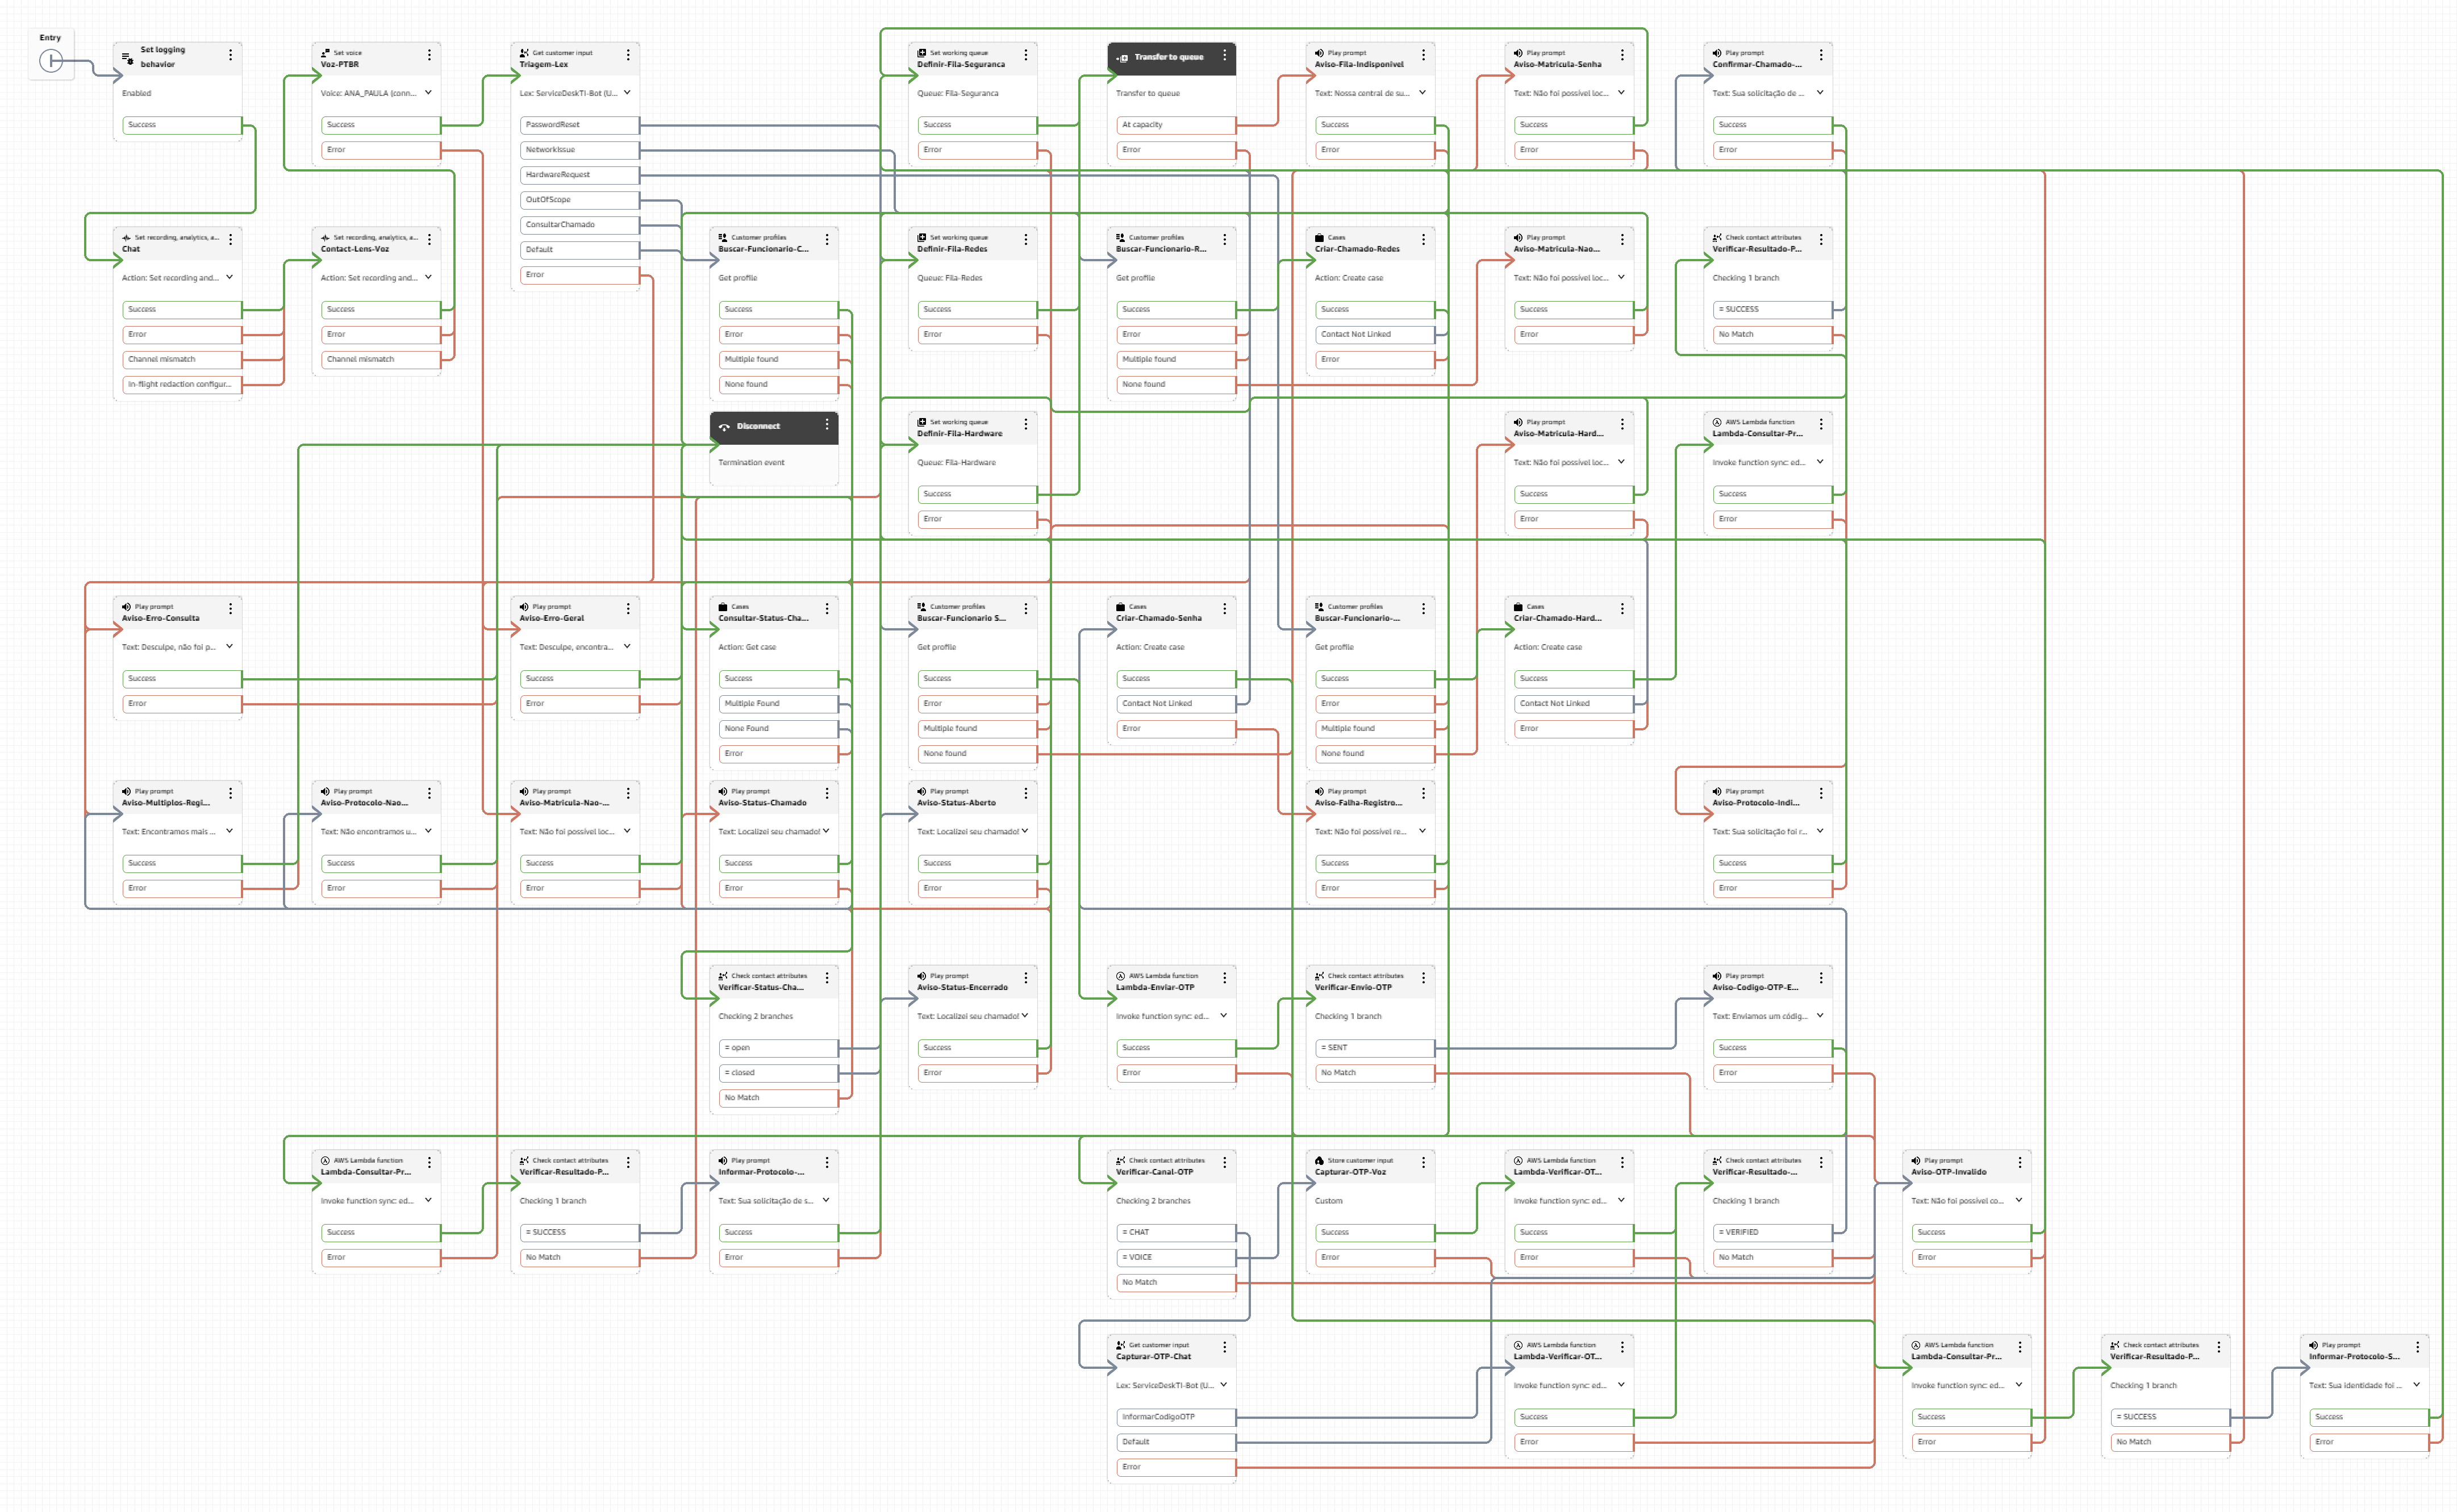 Entry
Set logging
behavior
Enabled
Success
Set voice
Voz-PTBR
Voice: ANA_PAULA (conn...
Success
Error
Get customer input
Triagem-Lex
Lex: ServiceDeskTI-Bot (U...
PasswordReset
NetworkIssue
HardwareRequest
OutOfScope
ConsultarChamado
Default
Error
Set working queue
Definir-Fila-Seguranca
Queue: Fila-Seguranca
Success
Error
Transfer to queue
Transfer to queue
At capacity
Error
Play prompt
Aviso-Fila-Indisponivel
Text: Nossa central de su...
Success
Error
Play prompt
Aviso-Matricula-Senha
Text: Não foi possível loc...
Success
Error
Play prompt
Confirmar-Chamado-...
Text: Sua solicitação de ...
Success
Error
Set recording, analytics, a...
Chat
Action: Set recording and...
Success
Error
Channel mismatch
In-flight redaction configur...
Set recording, analytics, a...
Contact-Lens-Voz
Action: Set recording and...
Success
Error
Channel mismatch
Customer profiles
Buscar-Funcionario-C...
Get profile
Success
Error
Multiple found
None found
Set working queue
Definir-Fila-Redes
Queue: Fila-Redes
Success
Error
Customer profiles
Buscar-Funcionario-R...
Get profile
Success
Error
Multiple found
None found
Cases
Criar-Chamado-Redes
Action: Create case
Success
Contact Not Linked
Error
Play prompt
Aviso-Matricula-Nao...
Text: Não foi possível loc...
Success
Error
Check contact attributes
Verificar-Resultado-P...
Checking 1 branch
= SUCCESS
No Match
Disconnect
Termination event
Set working queue
Definir-Fila-Hardware
Queue: Fila-Hardware
Success
Error
Play prompt
Aviso-Matricula-Hard...
Text: Não foi possível loc...
Success
Error
AWS Lambda function
Lambda-Consultar-Pr...
Invoke function sync: ed...
Success
Error
Play prompt
Aviso-Erro-Consulta
Text: Desculpe, não foi p...
Success
Error
Play prompt
Aviso-Erro-Geral
Text: Desculpe, encontra...
Success
Error
Cases
Consultar-Status-Cha...
Action: Get case
Success
Multiple Found
None Found
Error
Customer profiles
Buscar-Funcionario S...
Get profile
Success
Error
Multiple found
None found
Cases
Criar-Chamado-Senha
Action: Create case
Success
Contact Not Linked
Error
Customer profiles
Buscar-Funcionario-...
Get profile
Success
Error
Multiple found
None found
Cases
Criar-Chamado-Hard...
Action: Create case
Success
Contact Not Linked
Error
Play prompt
Aviso-Multiplos-Regi...
Text: Encontramos mais ...
Success
Error
Play prompt
Aviso-Protocolo-Nao...
Text: Não encontramos u...
Success
Error
Play prompt
Aviso-Matricula-Nao-...
Text: Não foi possível loc...
Success
Error
Play prompt
Aviso-Status-Chamado
Text: Localizei seu chamado!
Success
Error
Play prompt
Aviso-Status-Aberto
Text: Localizei seu chamado!
Success
Error
Play prompt
Aviso-Falha-Registro...
Text: Não foi possível re...
Success
Error
Play prompt
Aviso-Protocolo-Indi...
Text: Sua solicitação foi r...
Success
Error
Check contact attributes
Verificar-Status-Cha...
Checking 2 branches
= open
= closed
No Match
Play prompt
Aviso-Status-Encerrado
Text: Localizei seu chamado!
Success
Error
AWS Lambda function
Lambda-Enviar-OTP
Invoke function sync: ed...
Success
Error
Check contact attributes
Verificar-Envio-OTP
Checking 1 branch
= SENT
No Match
Play prompt
Aviso-Codigo-OTP-E...
Text: Enviamos um códig...
Success
Error
AWS Lambda function
Lambda-Consultar-Pr...
Invoke function sync: ed...
Success
Error
Check contact attributes
Verificar-Resultado-P...
Checking 1 branch
= SUCCESS
No Match
Play prompt
Informar-Protocolo-...
Text: Sua solicitação de s...
Success
Error
Check contact attributes
Verificar-Canal-OTP
Checking 2 branches
= CHAT
= VOICE
No Match
Store customer input
Capturar-OTP-Voz
Custom
Success
Error
AWS Lambda function
Lambda-Verificar-OT...
Invoke function sync: ed...
Success
Error
Check contact attributes
Verificar-Resultado-...
Checking 1 branch
= VERIFIED
No Match
Play prompt
Aviso-OTP-Invalido
Text: Não foi possível co...
Success
Error
Get customer input
Capturar-OTP-Chat
Lex: ServiceDeskTI-Bot (U...
InformarCodigoOTP
Default
Error
AWS Lambda function
Lambda-Verificar-OT...
Invoke function sync: ed...
Success
Error
AWS Lambda function
Lambda-Consultar-Pr...
Invoke function sync: ed...
Success
Error
Check contact attributes
Verificar-Resultado-P...
Checking 1 branch
= SUCCESS
No Match
Play prompt
Informar-Protocolo-S...
Text: Sua identidade foi ...
Success
Error